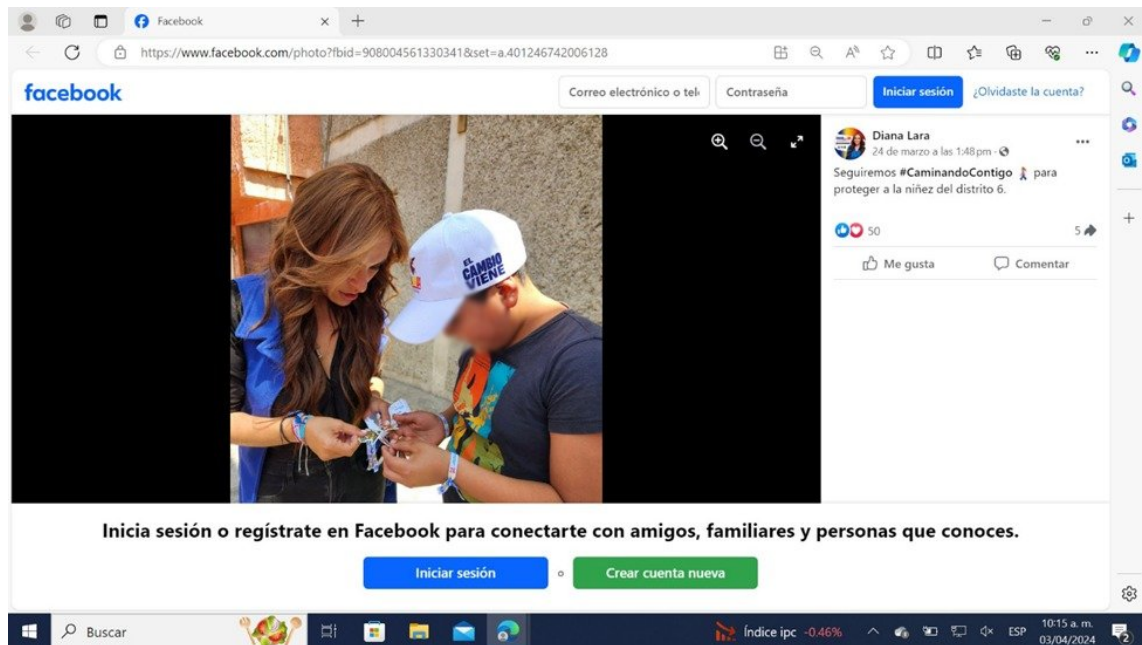 Facebook
https://www.facebook.com/photo?fbid=908004561330341&set=a.401246742006128
facebook
Correo electrónico o telé
Contraseña
Iniciar sesión
¿Olvidaste la cuenta?
Diana Lara
24 de marzo a las 1:48 pm ·
Seguiremos #CaminandoContigo para
proteger a la niñez del distrito 6.
50
5
Me gusta
Comentar
EL
CAMBIO
VIENE
Inicia sesión o regístrate en Facebook para conectarte con amigos, familiares y personas que conoces.
Iniciar sesión
o
Crear cuenta nueva
Buscar
Índice ipc -0.46%
ESP
10:15 a. m.
03/04/2024
2